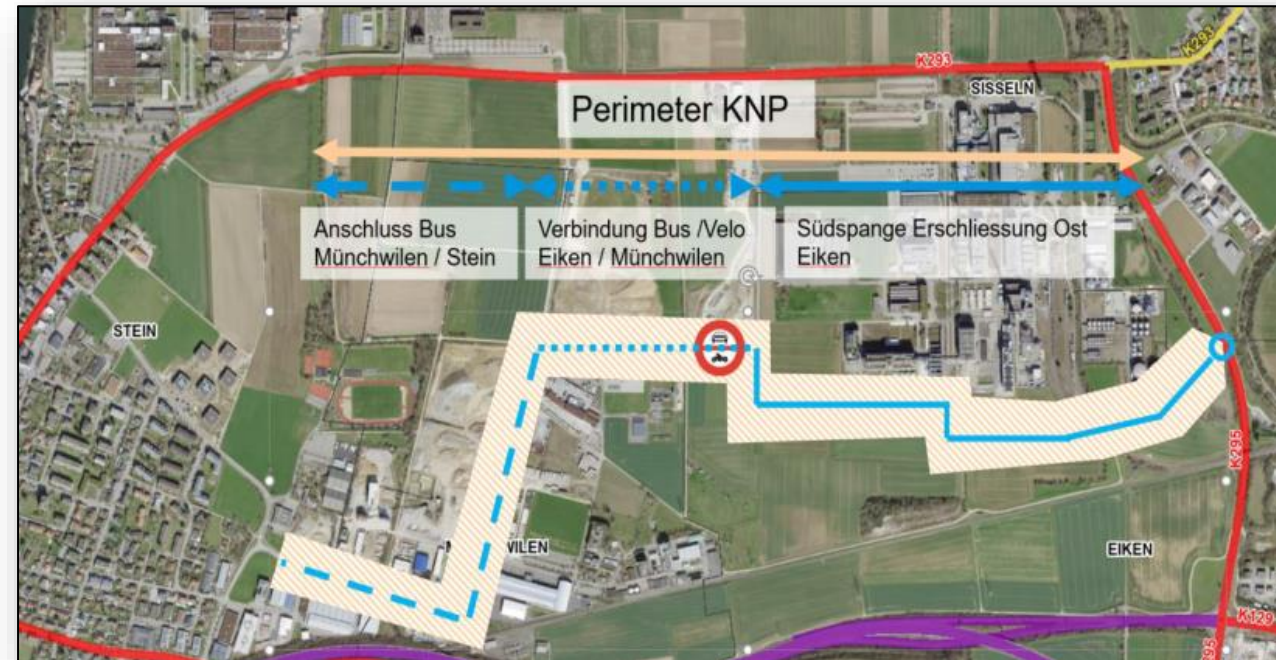 K293
K293
SISSELN
Perimeter KNP
Anschluss Bus
Münchwilen / Stein
Verbindung Bus /Velo
Eiken / Münchwilen
Südspange Erschliessung Ost
Eiken
STEIN
K295
WILEN
EIKEN
K129